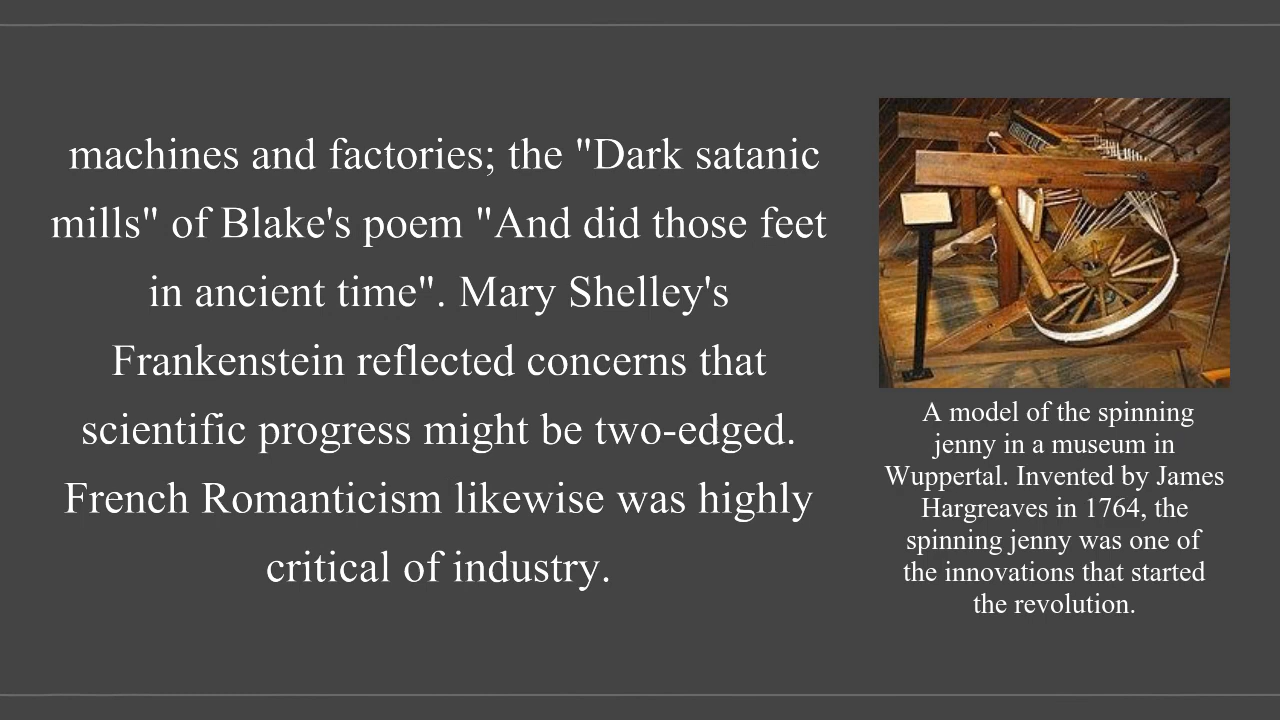 machines and factories; the "Dark satanic
mills" of Blake's poem "And did those feet
in ancient time". Mary Shelley's
Frankenstein reflected concerns that
scientific progress might be two-edged.
French Romanticism likewise was highly
critical of industry.
A model of the spinning
jenny in a museum in
Wuppertal. Invented by James
Hargreaves in 1764, the
spinning jenny was one of
the innovations that started
the revolution.